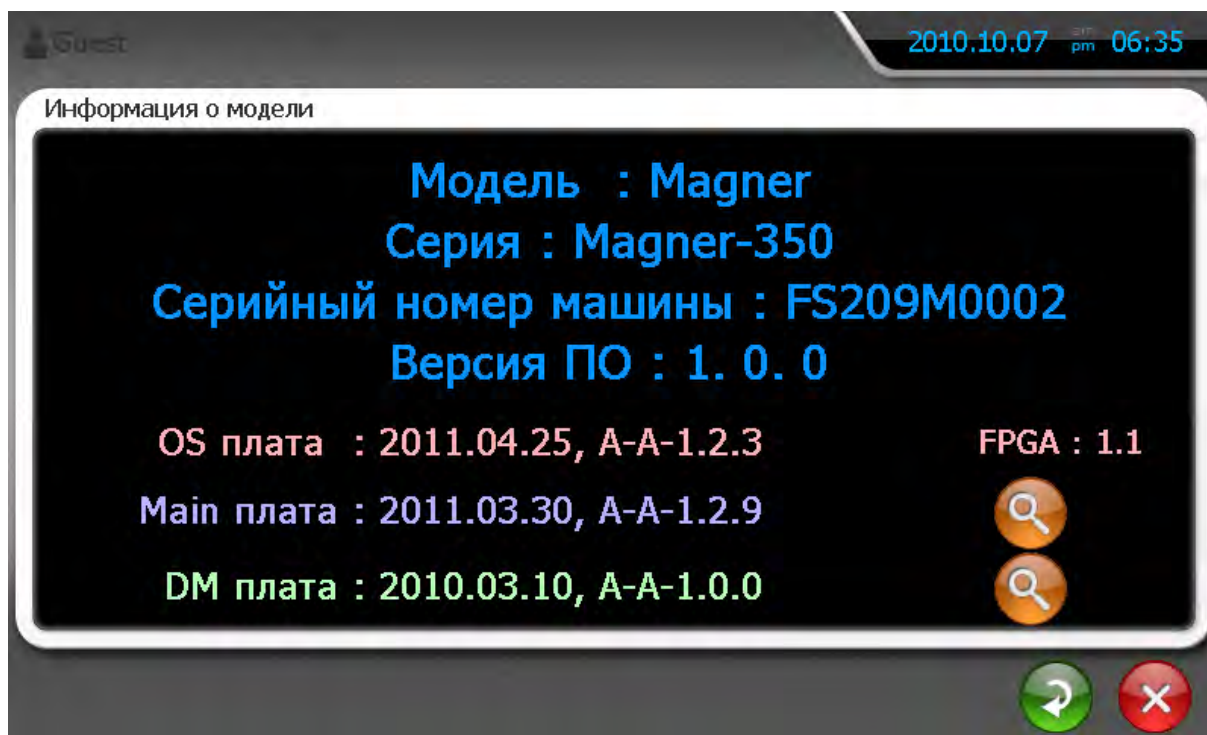 Guest
2010.10.07 am pm 06:35
Информация о модели
Модель : Magner
Серия : Magner-350
Серийный номер машины : FS209M0002
Версия ПО : 1. 0. 0
OS плата : 2011.04.25, A-A-1.2.3 FPGA : 1.1
Main плата : 2011.03.30, A-A-1.2.9
DM плата : 2010.03.10, A-A-1.0.0